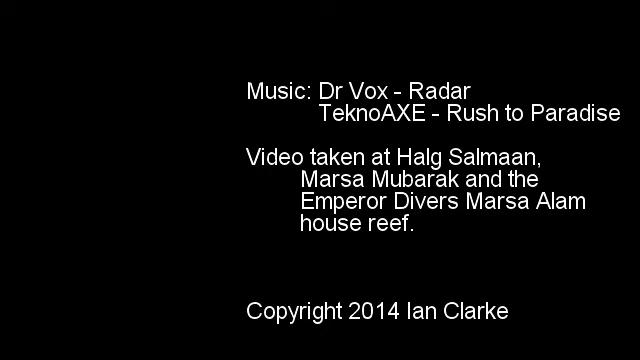 Music: Dr Vox - Radar
TeknoAXE - Rush to Paradise
Video taken at Halg Salmaan,
Marsa Mubarak and the
Emperor Divers Marsa Alam
house reef.
Copyright 2014 Ian Clarke